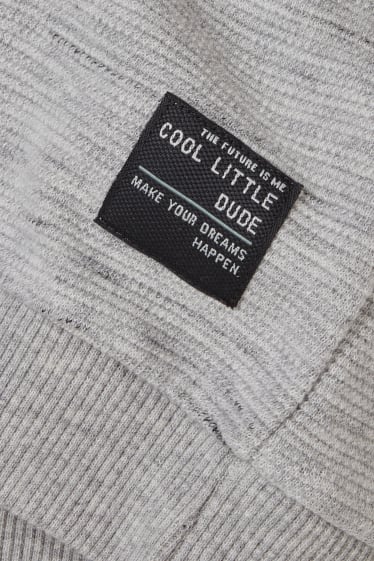 THE FUTURE IS ME
COOL LITTLE
DUDE
MAKE YOUR DREAMS
HAPPEN.